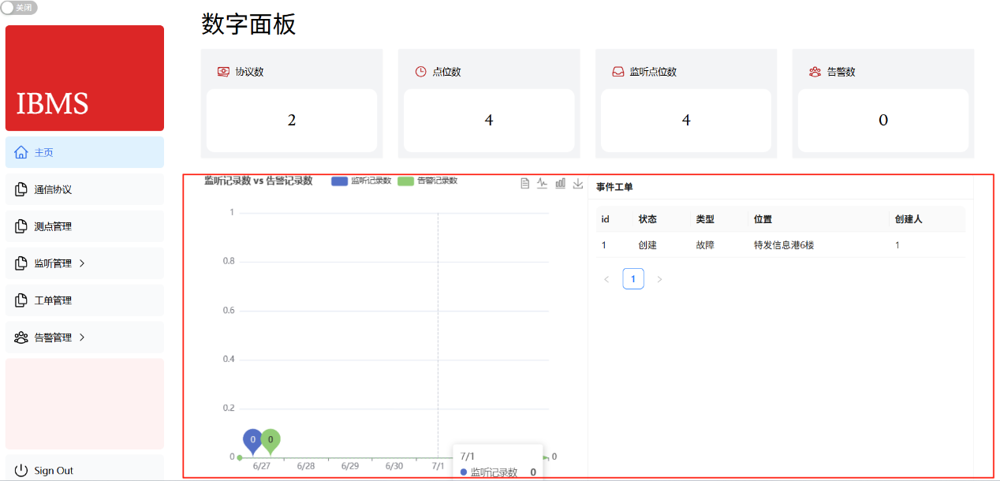 关闭
IBMS
主页
通信协议
测点管理
监听管理
工单管理
告警管理
Sign Out
数字面板
协议数
2
点位数
4
监听点位数
4
告警数
0
监听记录数 vs 告警记录数 监听记录数 告警记录数
1
0.8
0.6
0.4
0.2
0
0 0
0
6/27 6/28 6/29 6/30 7/1
7/1
监听记录数 0
事件工单
id 状态 类型 位置 创建人
1 创建 故障 特发信息港6楼 1
1